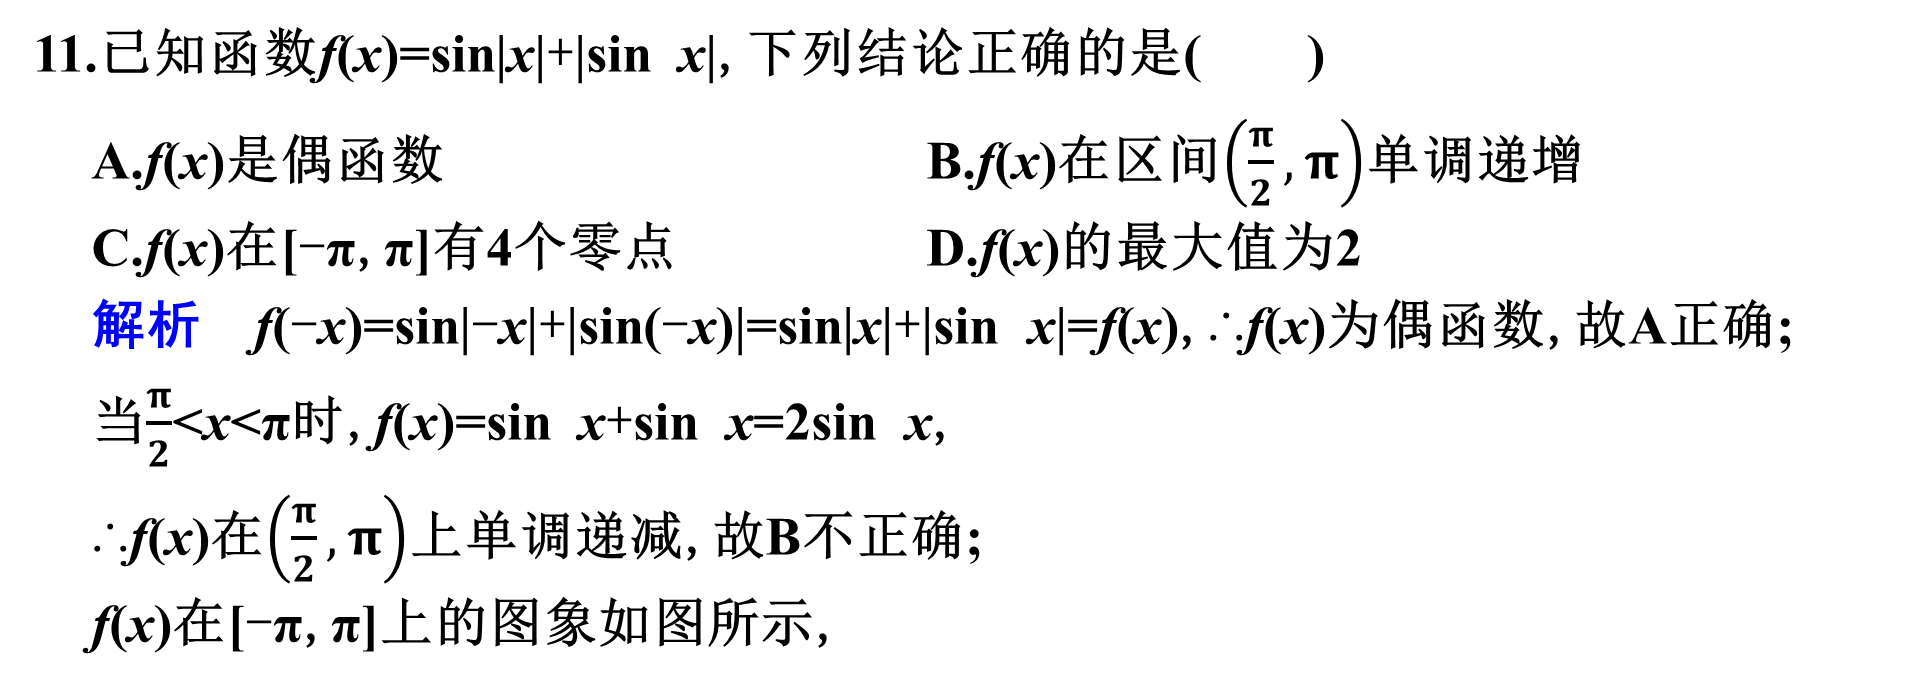 11.已知函数f(x)=sin|x|+|sin x|, 下列结论正确的是(　　)
A.f(x)是偶函数　　B.f(x)在区间(π/2, π)单调递增
C.f(x)在[−π, π]有4个零点　　D.f(x)的最大值为2
解析　f(−x)=sin|−x|+|sin(−x)|=sin|x|+|sin x|=f(x), ∴f(x)为偶函数, 故A正确;
当π/2<x<π时, f(x)=sin x+sin x=2sin x,
∴f(x)在(π/2, π)上单调递减, 故B不正确;
f(x)在[−π, π]上的图象如图所示,